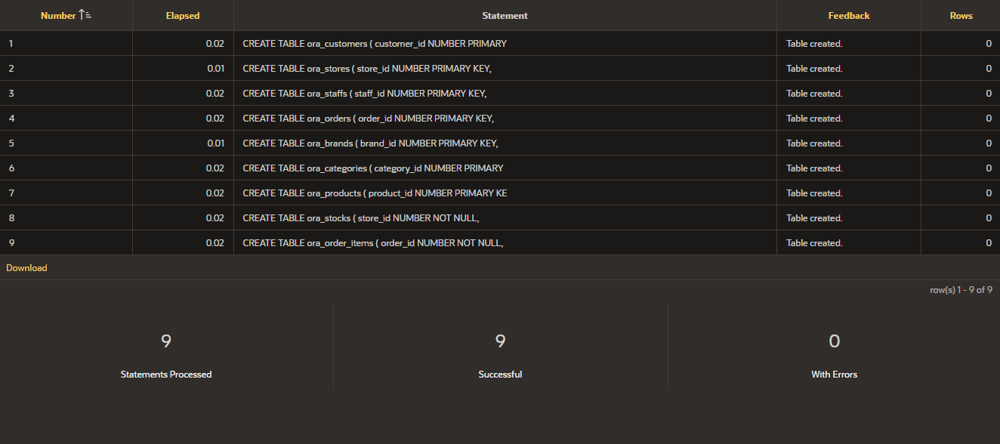 Number Elapsed Statement Feedback Rows
1 0.02 CREATE TABLE ora_customers ( customer_id NUMBER PRIMARY Table created. 0
2 0.01 CREATE TABLE ora_stores ( store_id NUMBER PRIMARY KEY, Table created. 0
3 0.02 CREATE TABLE ora_staffs ( staff_id NUMBER PRIMARY KEY, Table created. 0
4 0.02 CREATE TABLE ora_orders ( order_id NUMBER PRIMARY KEY, Table created. 0
5 0.01 CREATE TABLE ora_brands ( brand_id NUMBER PRIMARY KEY, Table created. 0
6 0.02 CREATE TABLE ora_categories ( category_id NUMBER PRIMARY Table created. 0
7 0.02 CREATE TABLE ora_products ( product_id NUMBER PRIMARY KE Table created. 0
8 0.02 CREATE TABLE ora_stocks ( store_id NUMBER NOT NULL, Table created. 0
9 0.02 CREATE TABLE ora_order_items ( order_id NUMBER NOT NULL, Table created. 0
Download
row(s) 1 - 9 of 9
9 9 0
Statements Processed Successful With Errors